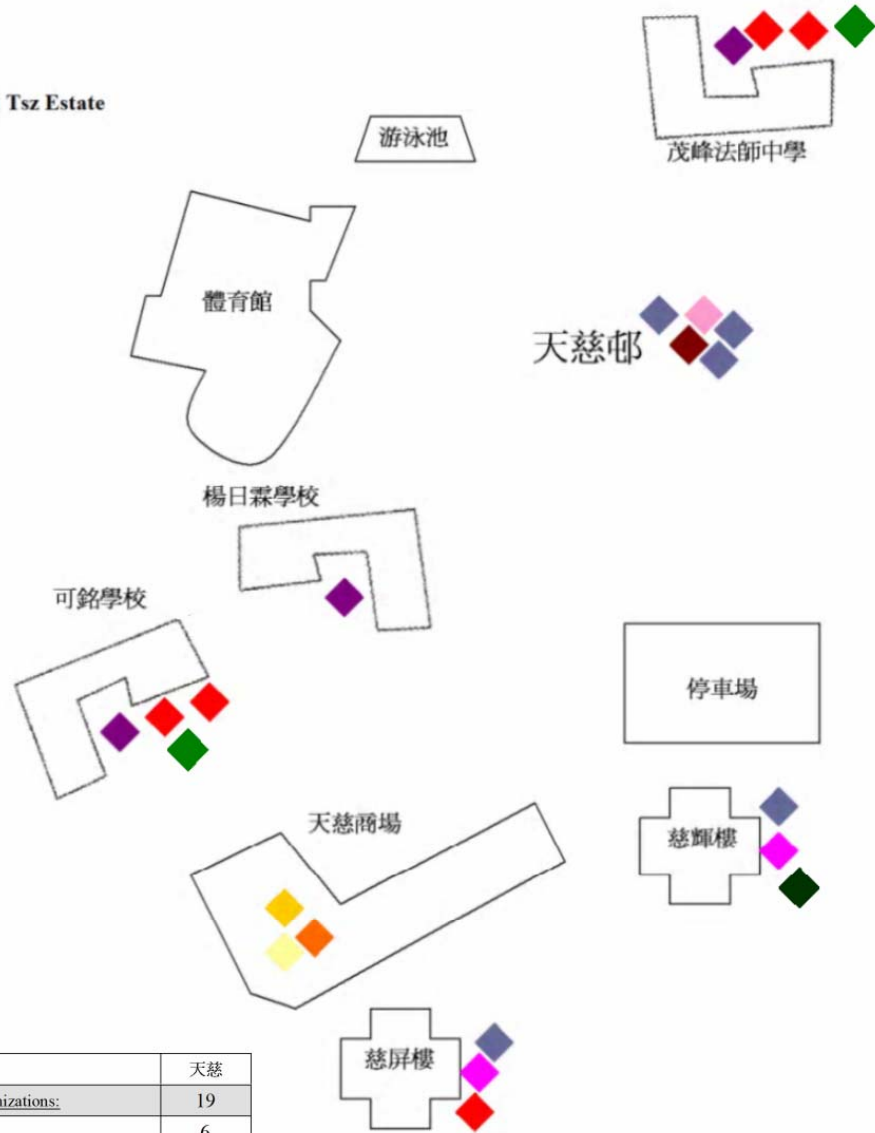 Tsz Estate
游泳池
茂峰法師中學
體育館
天慈邨
楊日霖學校
可銘學校
停車場
天慈商場
慈輝樓
慈屏樓
天慈
nizations:
19
6